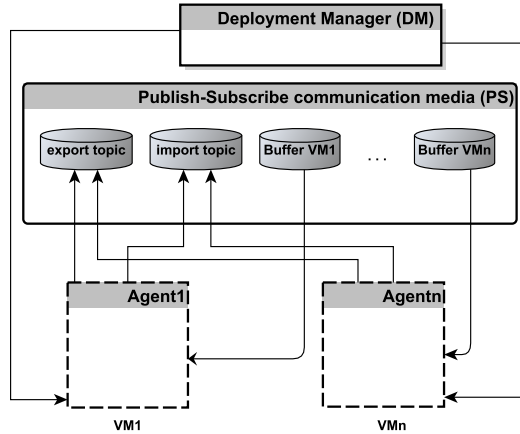 Deployment Manager (DM)
Publish-Subscribe communication media (PS)
export topic
import topic
Buffer VM1
...
Buffer VMn
Agent1
Agentn
VM1
VMn